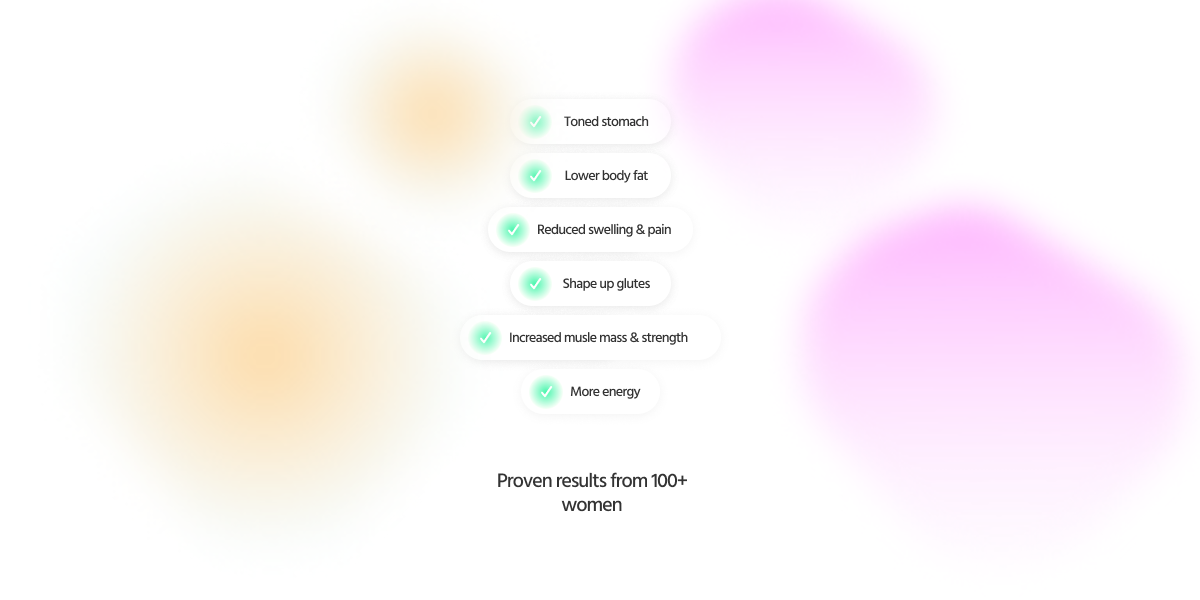 Toned stomach
Lower body fat
Reduced swelling & pain
Shape up glutes
Increased musle mass & strength
More energy
Proven results from 100+
women